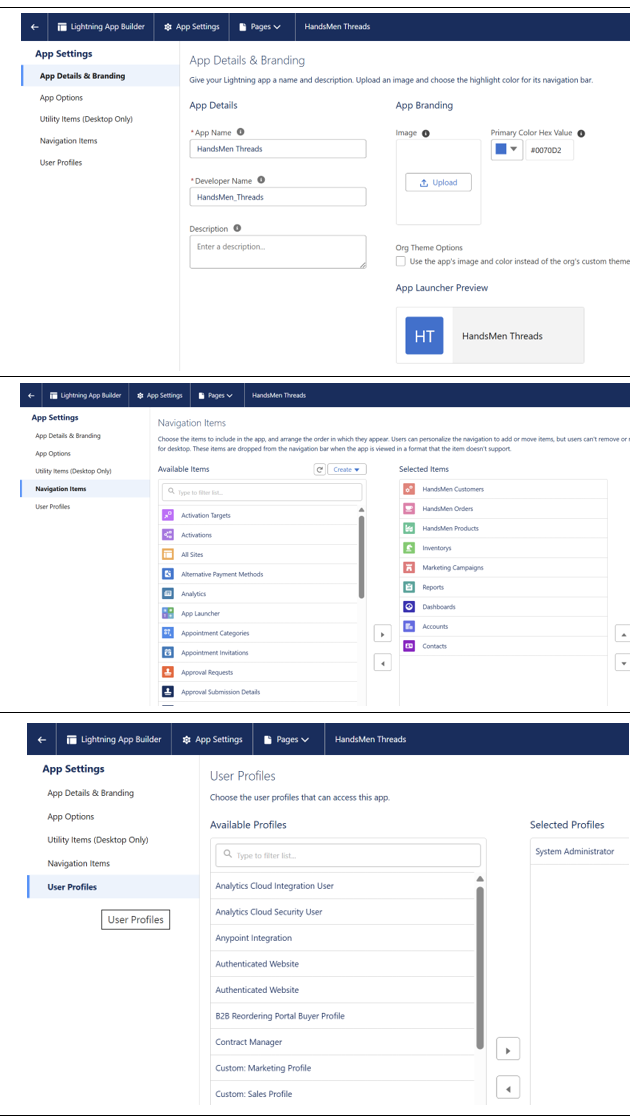 Lightning App Builder App Settings Pages HandsMen Threads
App Settings
App Details & Branding
App Options
Utility Items (Desktop Only)
Navigation Items
User Profiles
App Details & Branding
Give your Lightning app a name and description. Upload an image and choose the highlight color for its navigation bar.
App Details
*App Name
HandsMen Threads
*Developer Name
HandsMen_Threads
Description
Enter a description...
App Branding
Image
Upload
Primary Color Hex Value
#0070D2
Org Theme Options
Use the app's image and color instead of the org's custom theme
App Launcher Preview
HT HandsMen Threads
Lightning App Builder App Settings Pages HandsMen Threads
App Settings
App Details & Branding
App Options
Utility Items (Desktop Only)
Navigation Items
User Profiles
Navigation Items
Choose the items to include in the app, and arrange the order in which they appear. Users can personalize the navigation to add or move items, but users can't remove or
for desktop. These items are dropped from the navigation bar when the app is viewed in a format that the item doesn't support.
Available Items
Create
Type to filter list...
Activation Targets
Activations
All Sites
Alternative Payment Methods
Analytics
App Launcher
Appointment Categories
Appointment Invitations
Approval Requests
Approval Submission Details
Selected Items
HandsMen Customers
HandsMen Orders
HandsMen Products
Inventorys
Marketing Campaigns
Reports
Dashboards
Accounts
Contacts
Lightning App Builder App Settings Pages HandsMen Threads
App Settings
App Details & Branding
App Options
Utility Items (Desktop Only)
Navigation Items
User Profiles
User Profiles
User Profiles
Choose the user profiles that can access this app.
Available Profiles
Type to filter list...
Analytics Cloud Integration User
Analytics Cloud Security User
Anypoint Integration
Authenticated Website
Authenticated Website
B2B Reordering Portal Buyer Profile
Contract Manager
Custom: Marketing Profile
Custom: Sales Profile
Selected Profiles
System Administrator